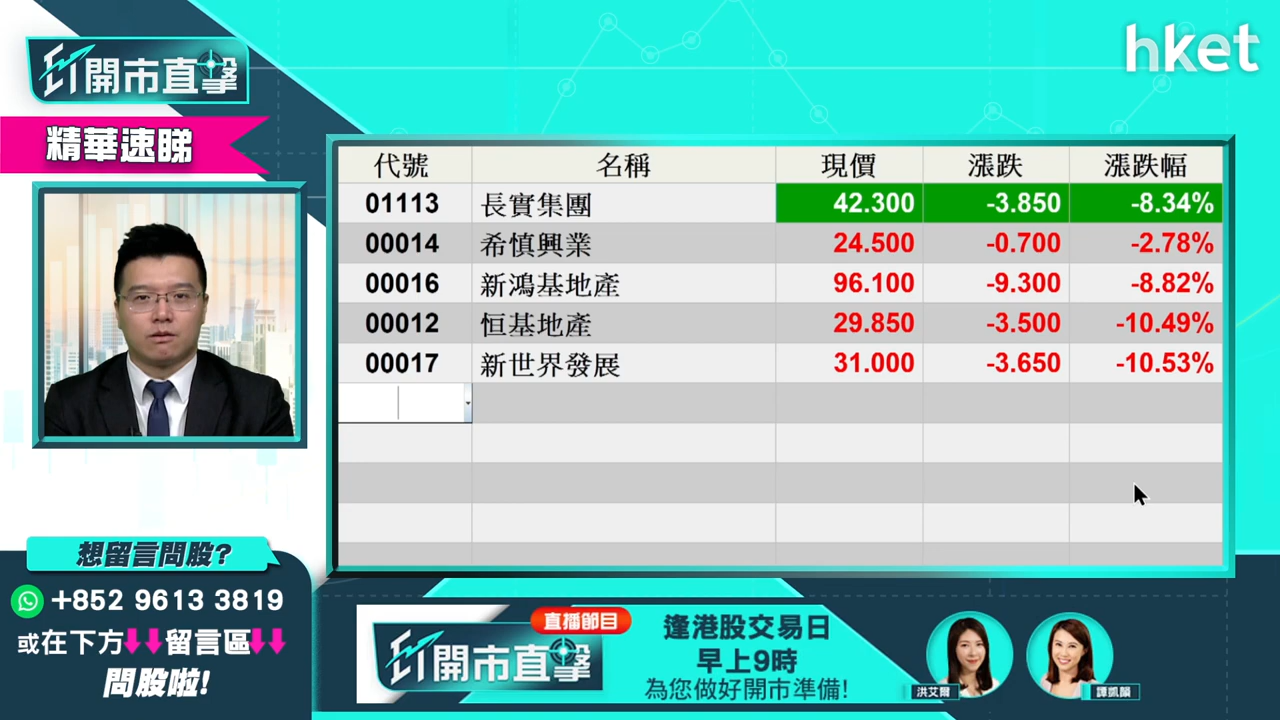 ET開市直擊
hket
精華速睇
代號 名稱 現價 漲跌 漲跌幅
01113 長實集團 42.300 -3.850 -8.34%
00014 希慎興業 24.500 -0.700 -2.78%
00016 新鴻基地產 96.100 -9.300 -8.82%
00012 恒基地產 29.850 -3.500 -10.49%
00017 新世界發展 31.000 -3.650 -10.53%
想留言問股?
+852 9613 3819
或在下方⬇⬇留言區⬇⬇
問股啦!
直播節目
ET開市直擊
逢港股交易日
早上9時
為您做好開市準備!
洪艾爾
譚凱韻